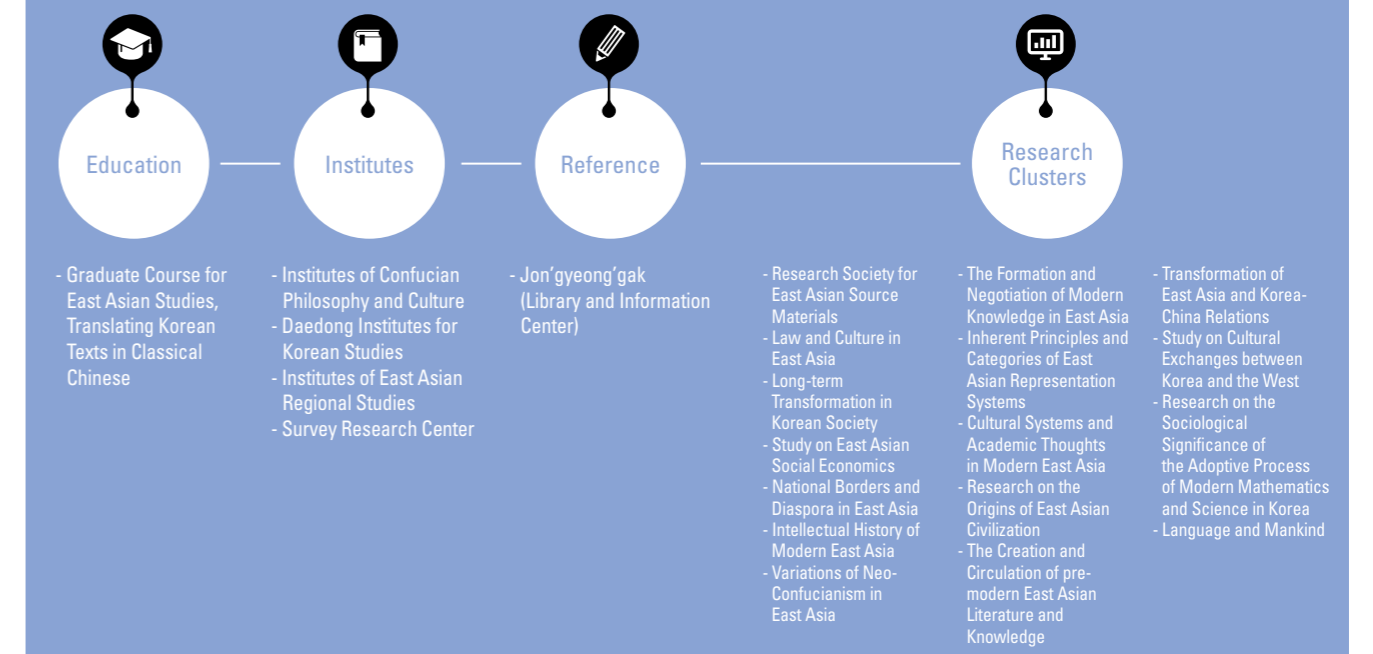 Education
Institutes
Reference
Research
Clusters
- Graduate Course for
East Asian Studies,
Translating Korean
Texts in Classical
Chinese
- Institutes of Confucian
Philosophy and Culture
- Daedong Institutes for
Korean Studies
- Institutes of East Asian
Regional Studies
- Survey Research Center
- Jon’gyeong’gak
(Library and Information
Center)
- Research Society for
East Asian Source
Materials
- Law and Culture in
East Asia
- Long-term
Transformation in
Korean Society
- Study on East Asian
Social Economics
- National Borders and
Diaspora in East Asia
- Intellectual History of
Modern East Asia
- Variations of Neo-
Confucianism in
East Asia
- The Formation and
Negotiation of Modern
Knowledge in East Asia
- Inherent Principles and
Categories of East
Asian Representation
Systems
- Cultural Systems and
Academic Thoughts
in Modern East Asia
- Research on the
Origins of East Asian
Civilization
- The Creation and
Circulation of pre-
modern East Asian
Literature and
Knowledge
- Transformation of
East Asia and Korea-
China Relations
- Study on Cultural
Exchanges between
Korea and the West
- Research on the
Sociological
Significance of
the Adoptive Process
of Modern Mathematics
and Science in Korea
- Language and Mankind